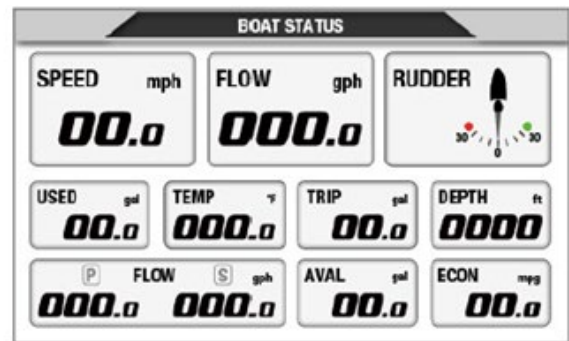 BOAT STATUS
SPEED mph
00.0
FLOW gph
000.0
RUDDER
30 0 30
USED gal
00.0
TEMP °F
000.0
TRIP gal
00.0
DEPTH ft
0000
P FLOW S gph
000.0 000.0
AVAL gal
00.0
ECON mpg
00.0